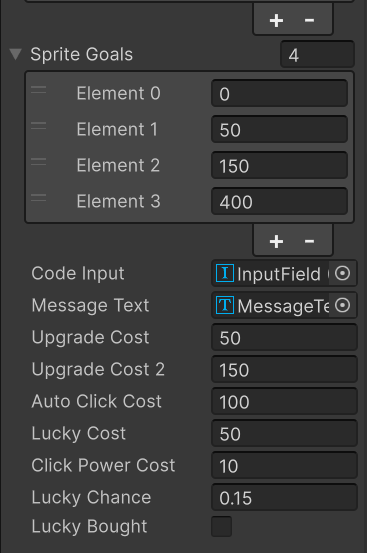 + -
Sprite Goals 4
Element 0 0
Element 1 50
Element 2 150
Element 3 400
+ -
Code Input InputField (
Message Text MessageTe
Upgrade Cost 50
Upgrade Cost 2 150
Auto Click Cost 100
Lucky Cost 50
Click Power Cost 10
Lucky Chance 0.15
Lucky Bought